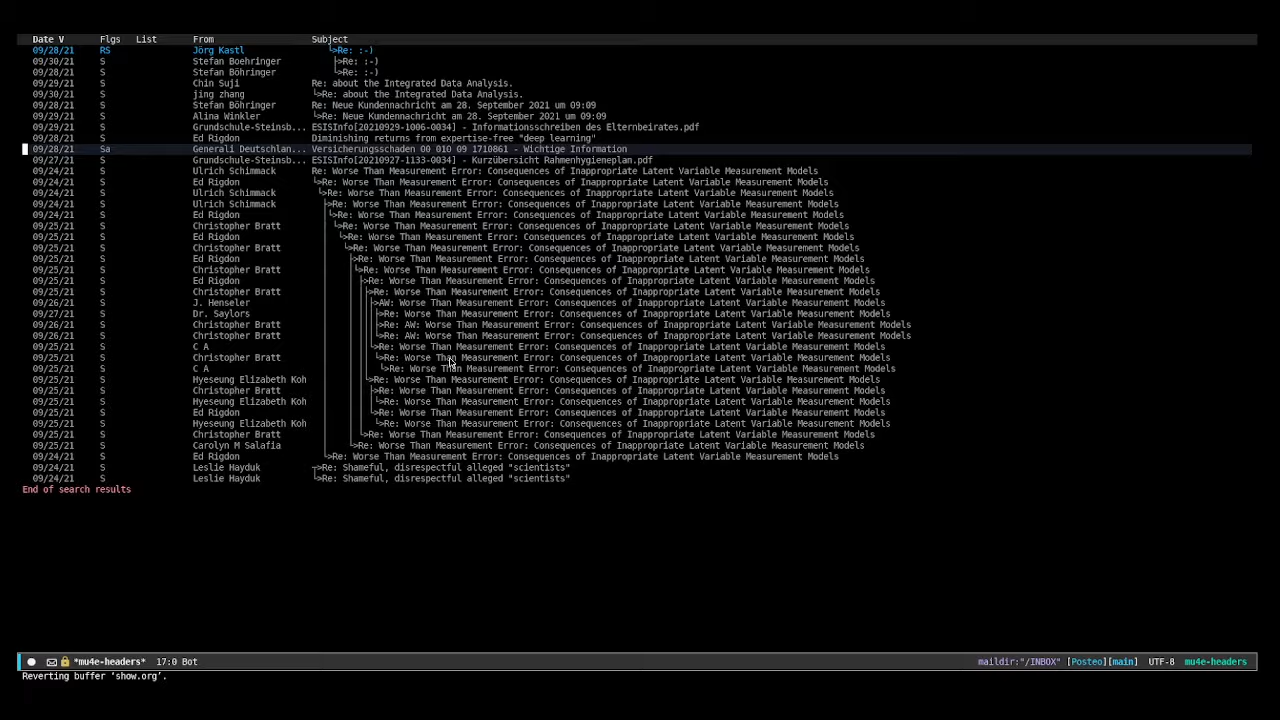 Date V Flgs List From Subject
09/28/21 RS Jörg Kastl └>Re: :-)
09/30/21 S Stefan Boehringer ├>Re: :-)
09/28/21 S Stefan Böhringer └>Re: :-)
09/29/21 S Chin Suji Re: about the Integrated Data Analysis.
09/30/21 S jing zhang └>Re: about the Integrated Data Analysis.
09/28/21 S Stefan Böhringer Re: Neue Kundennachricht am 28. September 2021 um 09:09
09/29/21 S Alina Winkler └>Re: Neue Kundennachricht am 28. September 2021 um 09:09
09/29/21 S Grundschule-Steinsb... ESISInfo[20210929-1006-0034] - Informationsschreiben des Elternbeirates.pdf
09/28/21 S Ed Rigdon Diminishing returns from expertise-free "deep learning"
09/28/21 Sa Generali Deutschlan... Versicherungsschaden 00 010 09 1710861 - Wichtige Information
09/27/21 S Grundschule-Steinsb... ESISInfo[20210927-1133-0034] - Kurzübersicht Rahmenhygieneplan.pdf
09/24/21 S Ulrich Schimmack Re: Worse Than Measurement Error: Consequences of Inappropriate Latent Variable Measurement Models
09/24/21 S Ed Rigdon └>Re: Worse Than Measurement Error: Consequences of Inappropriate Latent Variable Measurement Models
09/24/21 S Ulrich Schimmack └>Re: Worse Than Measurement Error: Consequences of Inappropriate Latent Variable Measurement Models
09/24/21 S Ulrich Schimmack ├>Re: Worse Than Measurement Error: Consequences of Inappropriate Latent Variable Measurement Models
09/24/21 S Ed Rigdon │└>Re: Worse Than Measurement Error: Consequences of Inappropriate Latent Variable Measurement Models
09/25/21 S Christopher Bratt │ └>Re: Worse Than Measurement Error: Consequences of Inappropriate Latent Variable Measurement Models
09/25/21 S Ed Rigdon │ └>Re: Worse Than Measurement Error: Consequences of Inappropriate Latent Variable Measurement Models
09/25/21 S Christopher Bratt │ └>Re: Worse Than Measurement Error: Consequences of Inappropriate Latent Variable Measurement Models
09/25/21 S Ed Rigdon │ ├>Re: Worse Than Measurement Error: Consequences of Inappropriate Latent Variable Measurement Models
09/25/21 S Christopher Bratt │ │└>Re: Worse Than Measurement Error: Consequences of Inappropriate Latent Variable Measurement Models
09/25/21 S Ed Rigdon │ │ ├>Re: Worse Than Measurement Error: Consequences of Inappropriate Latent Variable Measurement Models
09/25/21 S Christopher Bratt │ │ │├>Re: Worse Than Measurement Error: Consequences of Inappropriate Latent Variable Measurement Models
09/26/21 S J. Henseler │ │ ││├>AW: Worse Than Measurement Error: Consequences of Inappropriate Latent Variable Measurement Models
09/27/21 S Dr. Saylors │ │ │││├>Re: Worse Than Measurement Error: Consequences of Inappropriate Latent Variable Measurement Models
09/26/21 S Christopher Bratt │ │ │││├>Re: AW: Worse Than Measurement Error: Consequences of Inappropriate Latent Variable Measurement Models
09/26/21 S Christopher Bratt │ │ │││└>Re: AW: Worse Than Measurement Error: Consequences of Inappropriate Latent Variable Measurement Models
09/25/21 S C A │ │ ││└>Re: Worse Than Measurement Error: Consequences of Inappropriate Latent Variable Measurement Models
09/25/21 S Christopher Bratt │ │ ││ └>Re: Worse Than Measurement Error: Consequences of Inappropriate Latent Variable Measurement Models
09/25/21 S C A │ │ ││ └>Re: Worse Than Measurement Error: Consequences of Inappropriate Latent Variable Measurement Models
09/25/21 S Hyeseung Elizabeth Koh │ │ │└>Re: Worse Than Measurement Error: Consequences of Inappropriate Latent Variable Measurement Models
09/25/21 S Christopher Bratt │ │ │ ├>Re: Worse Than Measurement Error: Consequences of Inappropriate Latent Variable Measurement Models
09/25/21 S Hyeseung Elizabeth Koh │ │ │ │└>Re: Worse Than Measurement Error: Consequences of Inappropriate Latent Variable Measurement Models
09/25/21 S Ed Rigdon │ │ │ └>Re: Worse Than Measurement Error: Consequences of Inappropriate Latent Variable Measurement Models
09/25/21 S Hyeseung Elizabeth Koh │ │ │ └>Re: Worse Than Measurement Error: Consequences of Inappropriate Latent Variable Measurement Models
09/25/21 S Christopher Bratt │ │ └>Re: Worse Than Measurement Error: Consequences of Inappropriate Latent Variable Measurement Models
09/25/21 S Carolyn M Salafia │ └>Re: Worse Than Measurement Error: Consequences of Inappropriate Latent Variable Measurement Models
09/24/21 S Ed Rigdon └>Re: Worse Than Measurement Error: Consequences of Inappropriate Latent Variable Measurement Models
09/24/21 S Leslie Hayduk ┬>Re: Shameful, disrespectful alleged "scientists"
09/24/21 S Leslie Hayduk └>Re: Shameful, disrespectful alleged "scientists"
End of search results
*mu4e-headers* 17:0 Bot maildir:"/INBOX" [Posteo][main] UTF-8 mu4e-headers
Reverting buffer ‘show.org’.